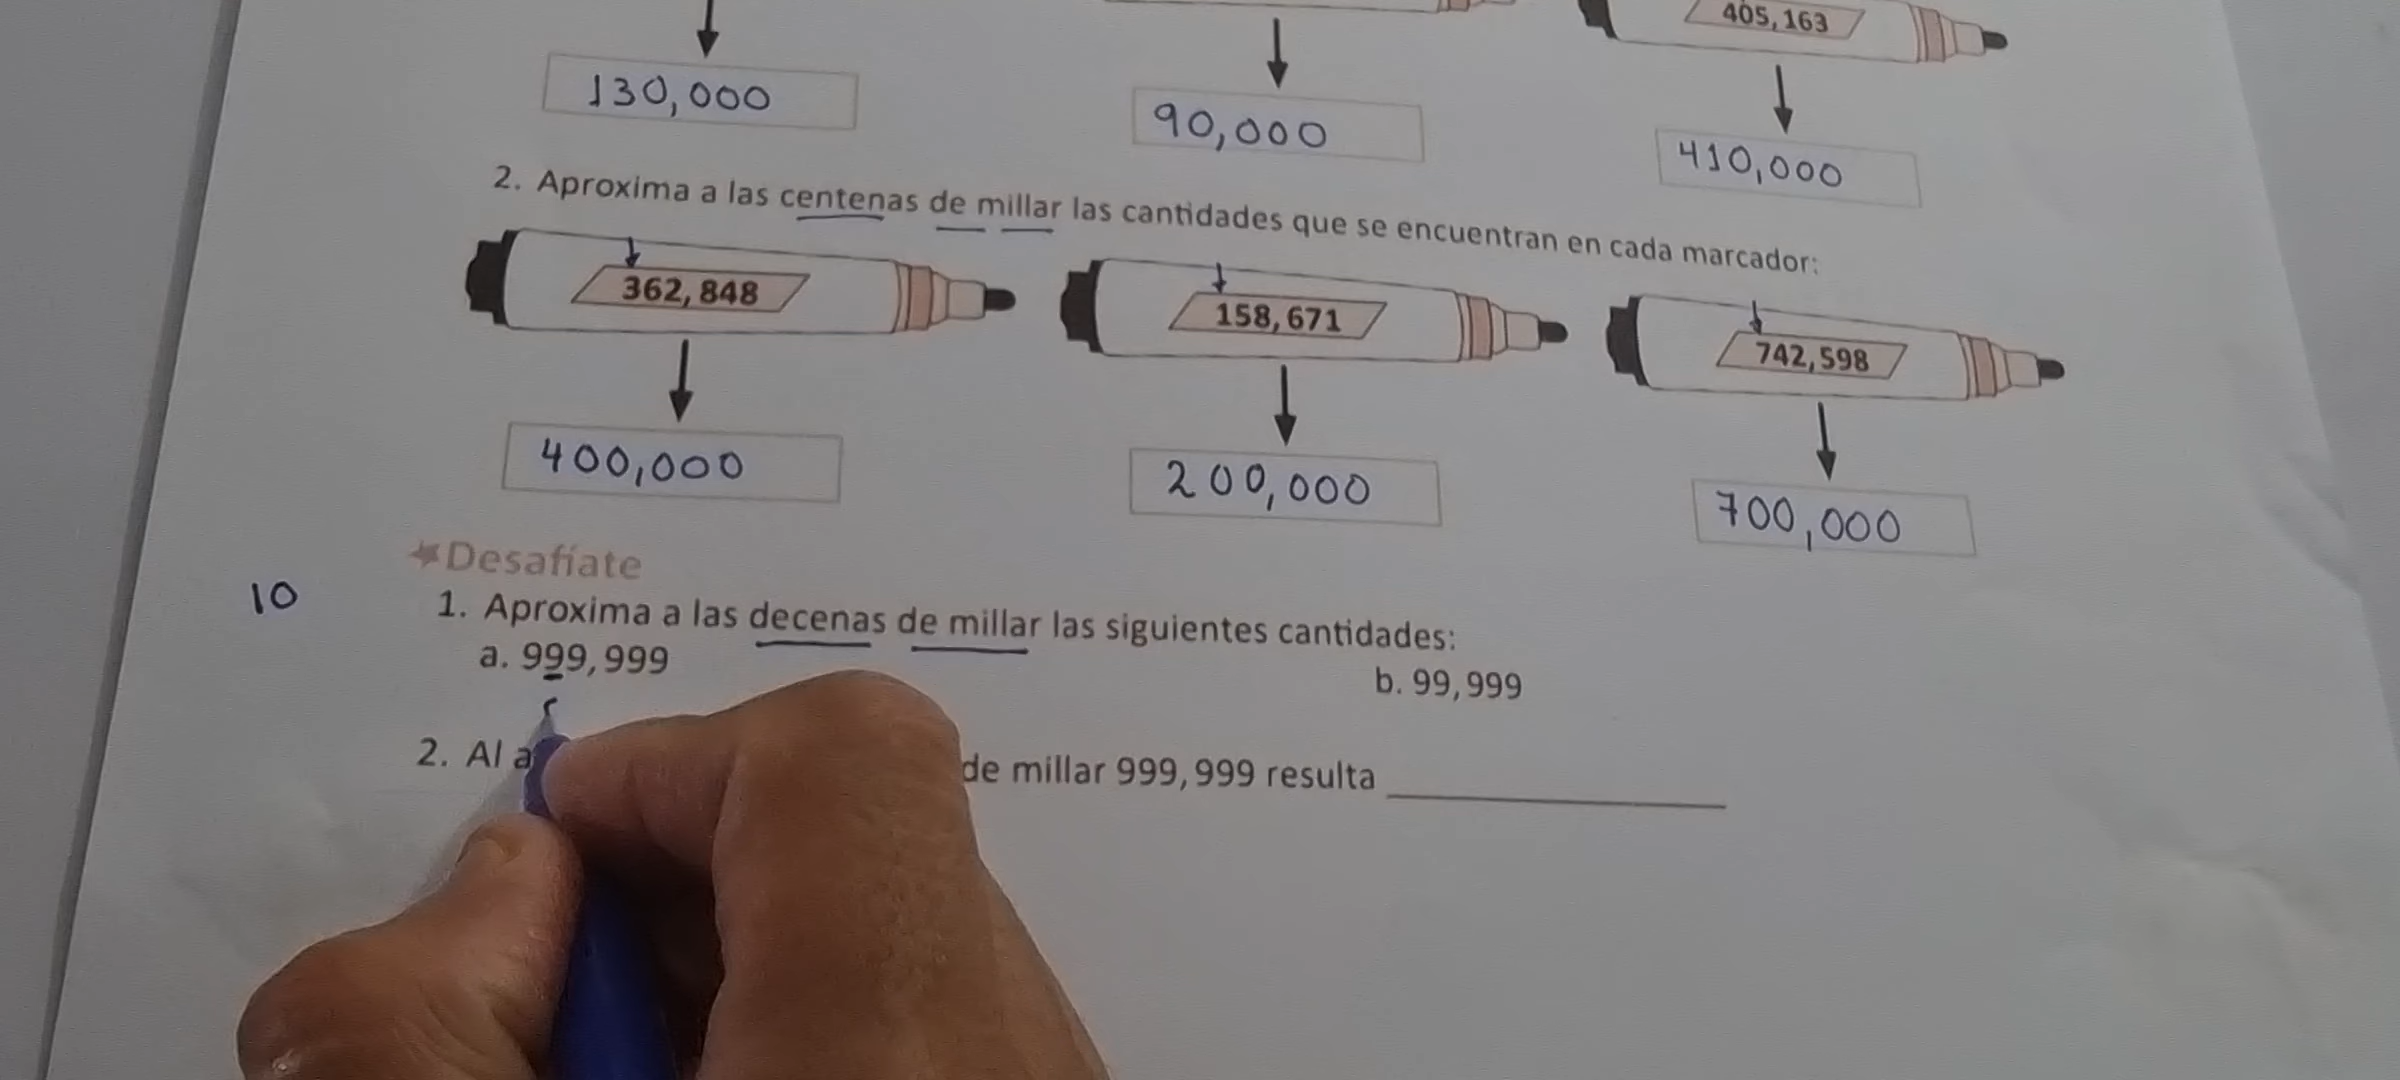 405,163
130,000
90,000
410,000
2. Aproxima a las centenas de millar las cantidades que se encuentran en cada marcador:
362,848
158,671
742,598
400,000
200,000
700,000
Desafíate
10
1. Aproxima a las decenas de millar las siguientes cantidades:
a. 999,999
b. 99,999
2. Al a
de millar 999,999 resulta